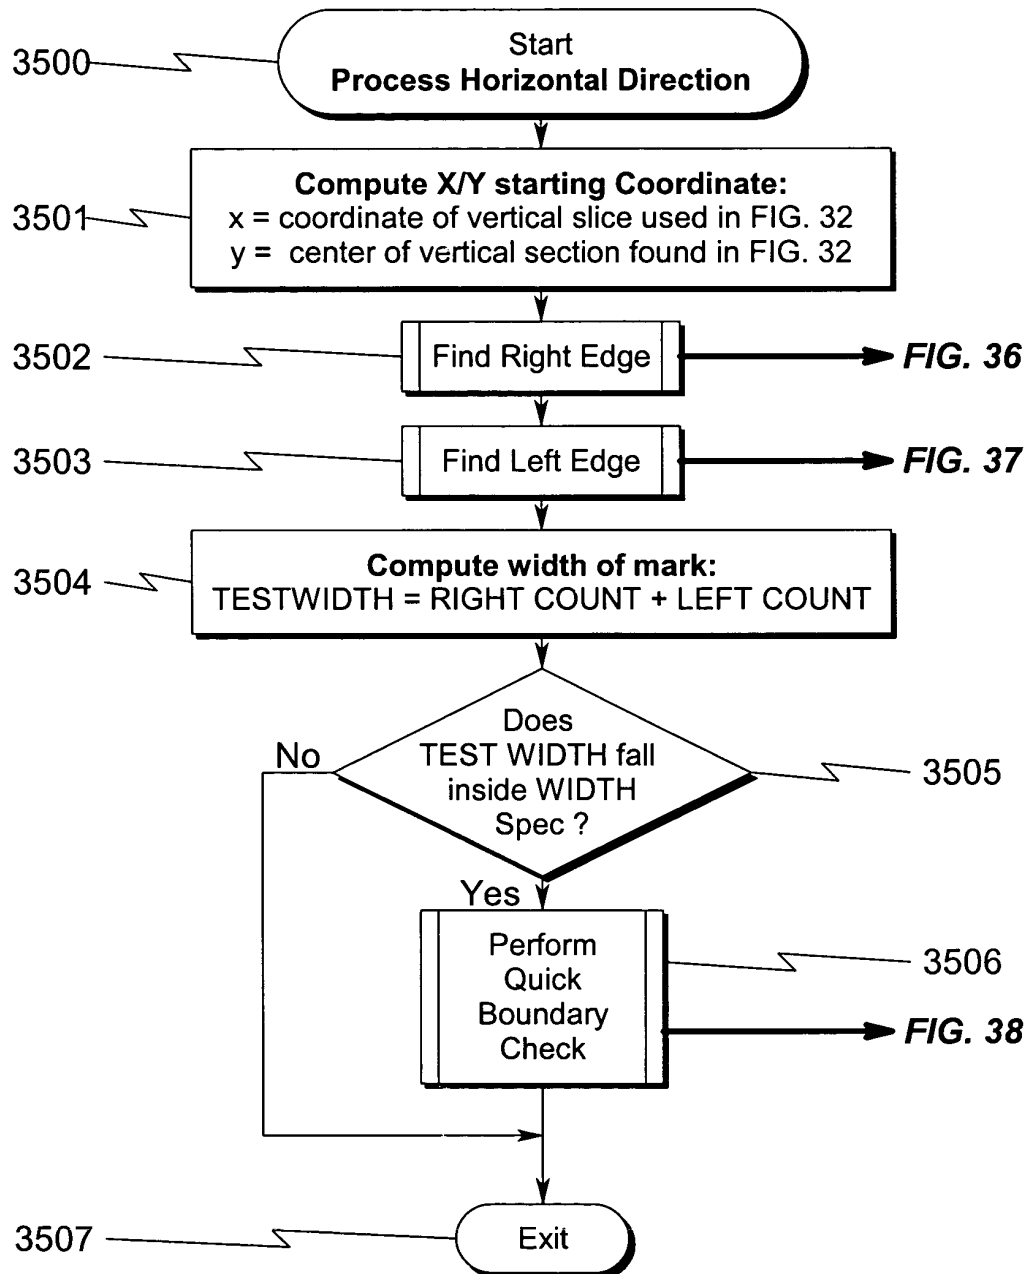 3500
Start
Process Horizontal Direction
3501
Compute X/Y starting Coordinate:
x = coordinate of vertical slice used in FIG. 32
y = center of vertical section found in FIG. 32
3502
Find Right Edge
FIG. 36
3503
Find Left Edge
FIG. 37
3504
Compute width of mark:
TESTWIDTH = RIGHT COUNT + LEFT COUNT
No
Does
TEST WIDTH fall
inside WIDTH
Spec ?
3505
Yes
Perform
Quick
Boundary
Check
3506
FIG. 38
3507
Exit